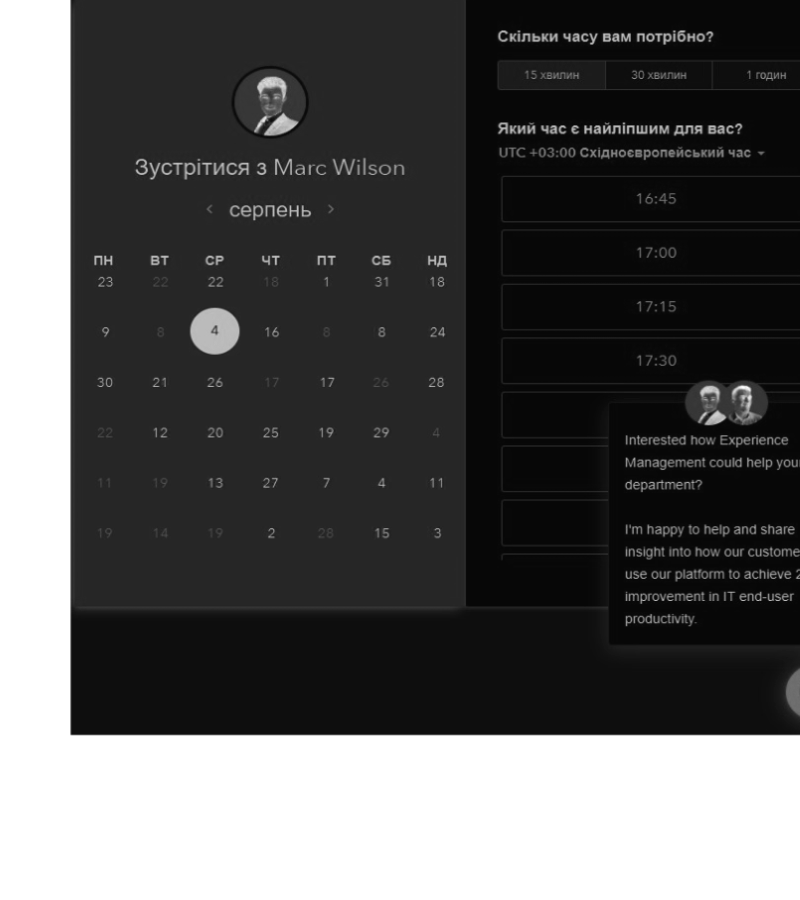 Зустрітися з Marc Wilson
‹ серпень ›
ПН ВТ СР ЧТ ПТ СБ НД
23 22 22 18 1 31 18
9 8 4 16 8 8 24
30 21 26 17 17 26 28
22 12 20 25 19 29 4
11 19 13 27 7 4 11
19 14 19 2 28 15 3
Скільки часу вам потрібно?
15 хвилин 30 хвилин 1 годин
Який час є найліпшим для вас?
UTC +03:00 Східноєвропейський час
16:45
17:00
17:15
17:30
Interested how Experience
Management could help your
department?
I'm happy to help and share
insight into how our custome
use our platform to achieve 2
improvement in IT end-user
productivity.